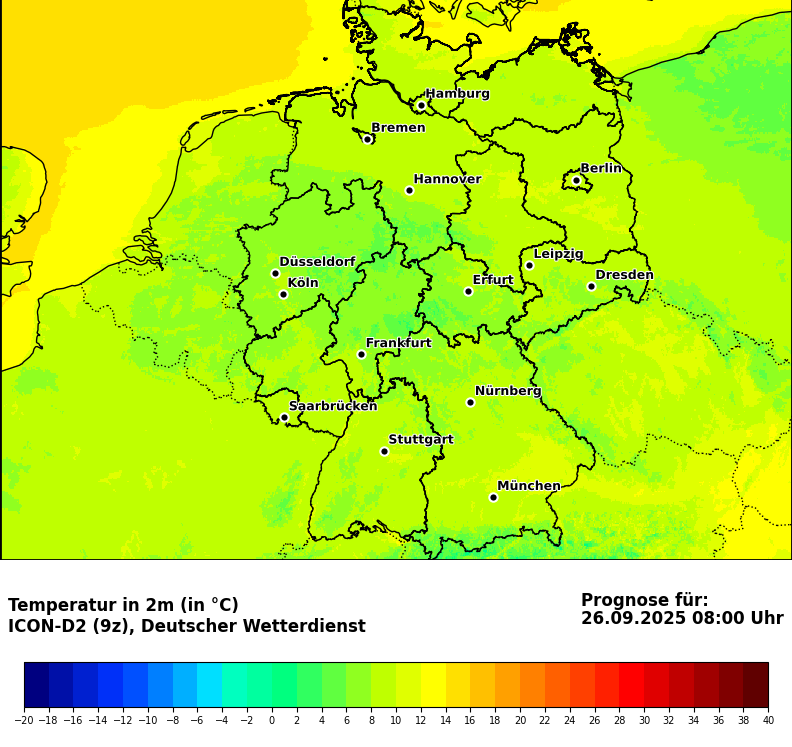 Hamburg
Bremen
Berlin
Hannover
Leipzig
Düsseldorf
Dresden
Köln
Erfurt
Frankfurt
Nürnberg
Saarbrücken
Stuttgart
München
Temperatur in 2m (in °C)
ICON-D2 (9z), Deutscher Wetterdienst
Prognose für:
26.09.2025 08:00 Uhr
−20 −18 −16 −14 −12 −10 −8 −6 −4 −2 0 2 4 6 8 10 12 14 16 18 20 22 24 26 28 30 32 34 36 38 40